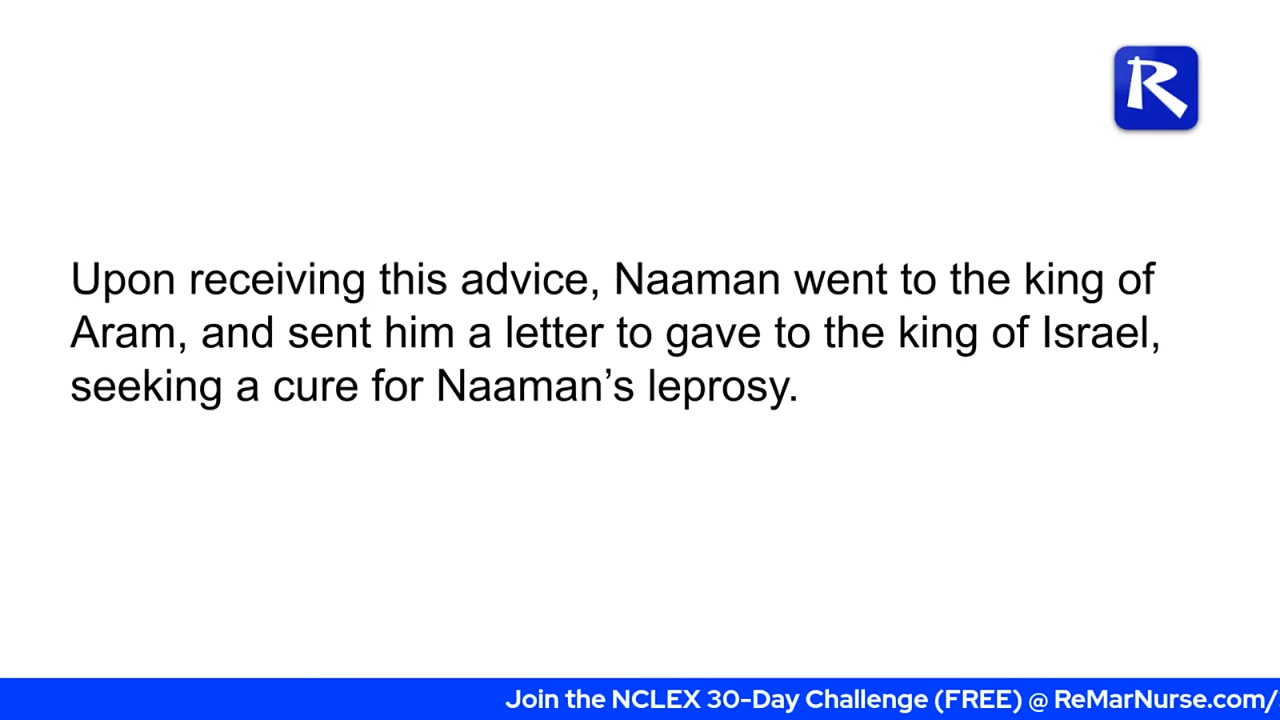 R
Upon receiving this advice, Naaman went to the king of
Aram, and sent him a letter to gave to the king of Israel,
seeking a cure for Naaman’s leprosy.
Join the NCLEX 30-Day Challenge (FREE) @ ReMarNurse.com/